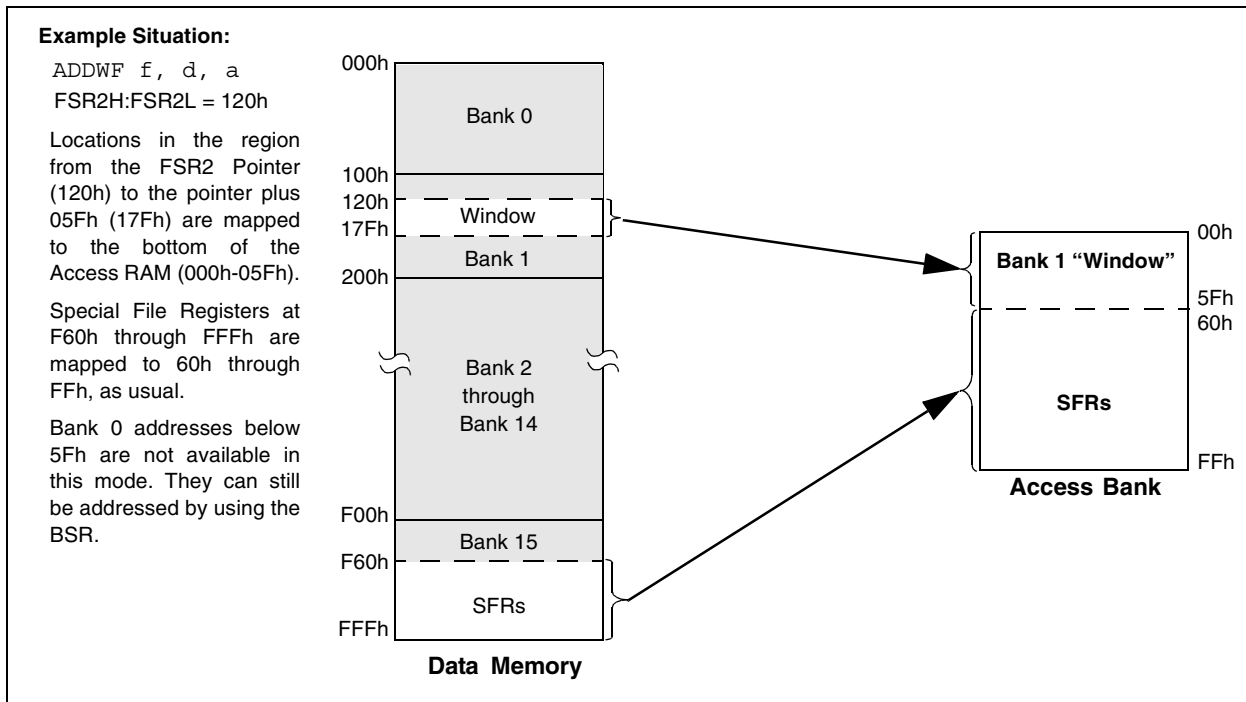 Example Situation:
ADDWF f, d, a
FSR2H:FSR2L = 120h
Locations in the region
from the FSR2 Pointer
(120h) to the pointer plus
05Fh (17Fh) are mapped
to the bottom of the
Access RAM (000h-05Fh).
Special File Registers at
F60h through FFFh are
mapped to 60h through
FFh, as usual.
Bank 0 addresses below
5Fh are not available in
this mode. They can still
be addressed by using the
BSR.
000h
Bank 0
100h
120h
Window
17Fh
Bank 1
200h
Bank 2
through
Bank 14
F00h
Bank 15
F60h
SFRs
FFFh
Data Memory
00h
Bank 1 “Window”
5Fh
60h
SFRs
FFh
Access Bank